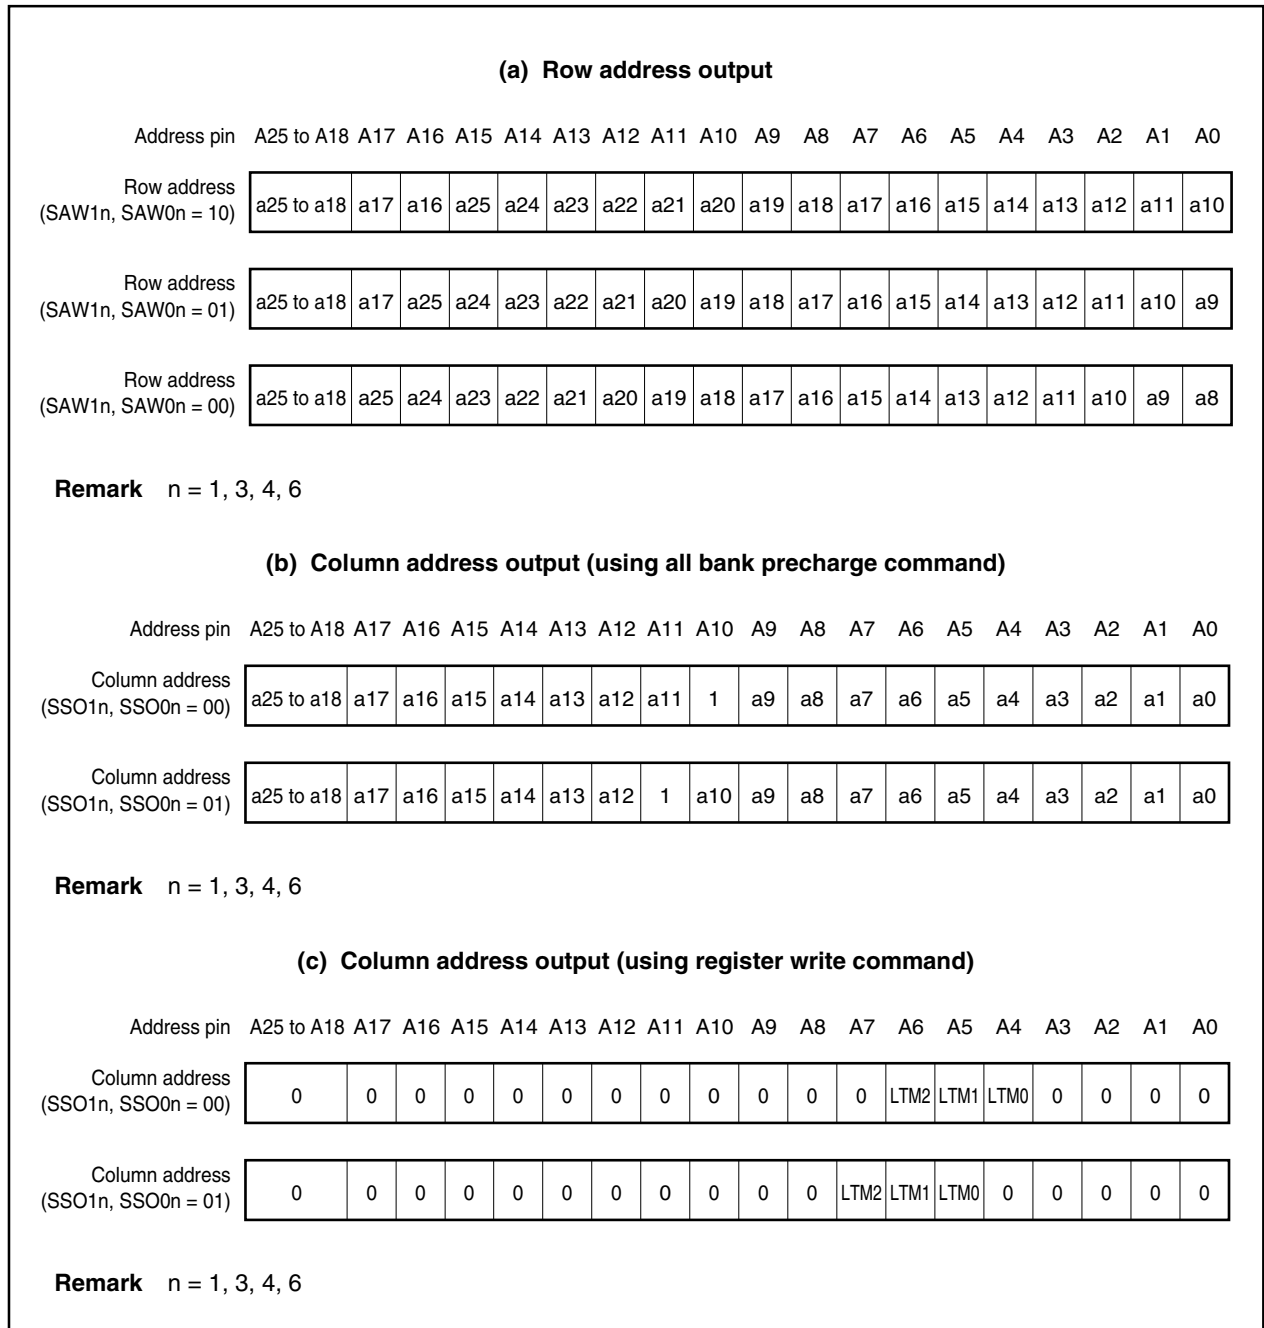 (a) Row address output
Address pin A25 to A18 A17 A16 A15 A14 A13 A12 A11 A10 A9 A8 A7 A6 A5 A4 A3 A2 A1 A0
Row address
(SAW1n, SAW0n = 10)
a25 to a18 a17 a16 a25 a24 a23 a22 a21 a20 a19 a18 a17 a16 a15 a14 a13 a12 a11 a10
Row address
(SAW1n, SAW0n = 01)
a25 to a18 a17 a25 a24 a23 a22 a21 a20 a19 a18 a17 a16 a15 a14 a13 a12 a11 a10 a9
Row address
(SAW1n, SAW0n = 00)
a25 to a18 a25 a24 a23 a22 a21 a20 a19 a18 a17 a16 a15 a14 a13 a12 a11 a10 a9 a8
Remark n = 1, 3, 4, 6
(b) Column address output (using all bank precharge command)
Address pin A25 to A18 A17 A16 A15 A14 A13 A12 A11 A10 A9 A8 A7 A6 A5 A4 A3 A2 A1 A0
Column address
(SSO1n, SSO0n = 00)
a25 to a18 a17 a16 a15 a14 a13 a12 a11 1 a9 a8 a7 a6 a5 a4 a3 a2 a1 a0
Column address
(SSO1n, SSO0n = 01)
a25 to a18 a17 a16 a15 a14 a13 a12 1 a10 a9 a8 a7 a6 a5 a4 a3 a2 a1 a0
Remark n = 1, 3, 4, 6
(c) Column address output (using register write command)
Address pin A25 to A18 A17 A16 A15 A14 A13 A12 A11 A10 A9 A8 A7 A6 A5 A4 A3 A2 A1 A0
Column address
(SSO1n, SSO0n = 00)
0 0 0 0 0 0 0 0 0 0 0 0 LTM2 LTM1 LTM0 0 0 0 0
Column address
(SSO1n, SSO0n = 01)
0 0 0 0 0 0 0 0 0 0 0 LTM2 LTM1 LTM0 0 0 0 0 0
Remark n = 1, 3, 4, 6